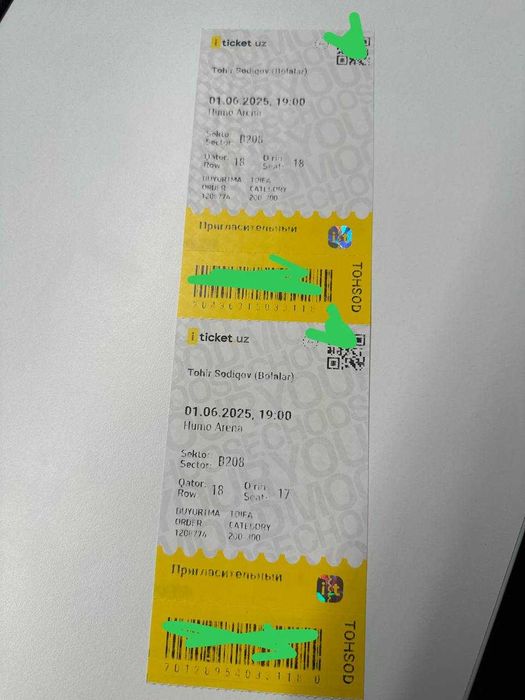 iticket.uz
Tohir Sodiqov (Bolalar)
01.06.2025, 19:00
Humo Arena
Sektor
Sector: B208
Qator: O'rin:
Row 18 Seat: 18
BUYURTMA TOIFA
ORDER CATEGORY
1208774 200 000
Пригласительный
it
TOHSOD
iticket.uz
Tohir Sodiqov (Bolalar)
01.06.2025, 19:00
Humo Arena
Sektor
Sector: B208
Qator: O'rin:
Row 18 Seat: 17
BUYURTMA TOIFA
ORDER CATEGORY
1208774 200 000
Пригласительный
it
TOHSOD